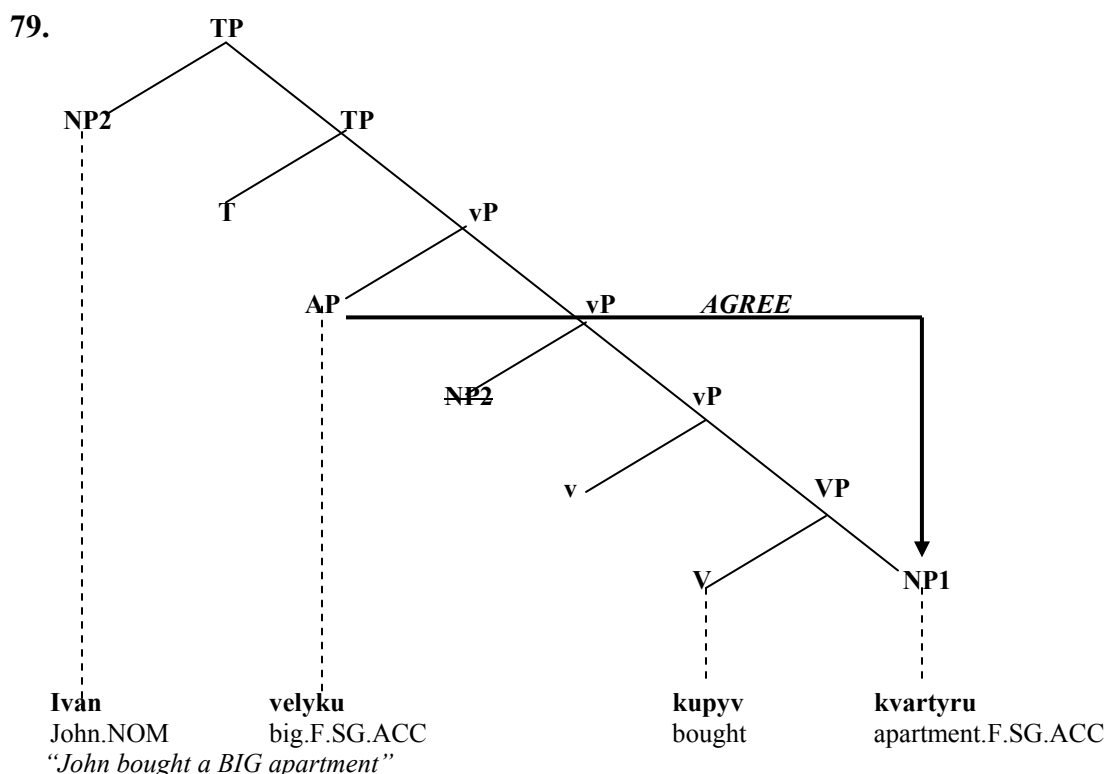 79.
TP
NP2 TP
T vP
AP vP AGREE
NP2 vP
v VP
V NP1
Ivan velyku kupyv kvartyru
John.NOM big.F.SG.ACC bought apartment.F.SG.ACC
“John bought a BIG apartment”